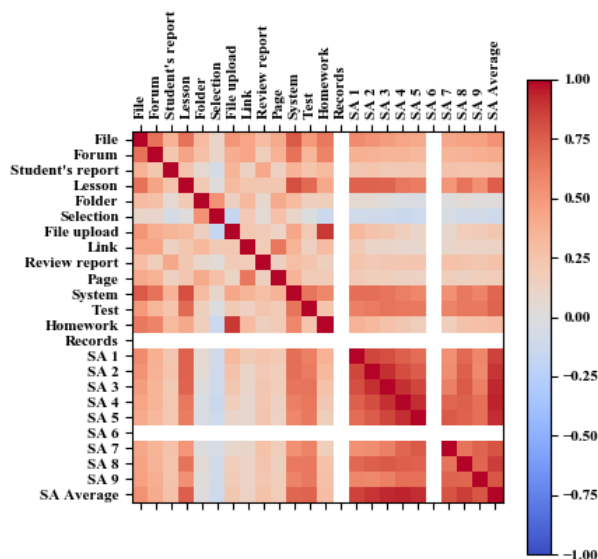 File
Forum
Student's report
Lesson
Folder
Selection
File upload
Link
Review report
Page
System
Test
Homework
Records
SA 1
SA 2
SA 3
SA 4
SA 5
SA 6
SA 7
SA 8
SA 9
SA Average
File
Forum
Student's report
Lesson
Folder
Selection
File upload
Link
Review report
Page
System
Test
Homework
Records
SA 1
SA 2
SA 3
SA 4
SA 5
SA 6
SA 7
SA 8
SA 9
SA Average
1.00
0.75
0.50
0.25
0.00
−0.25
−0.50
−0.75
−1.00